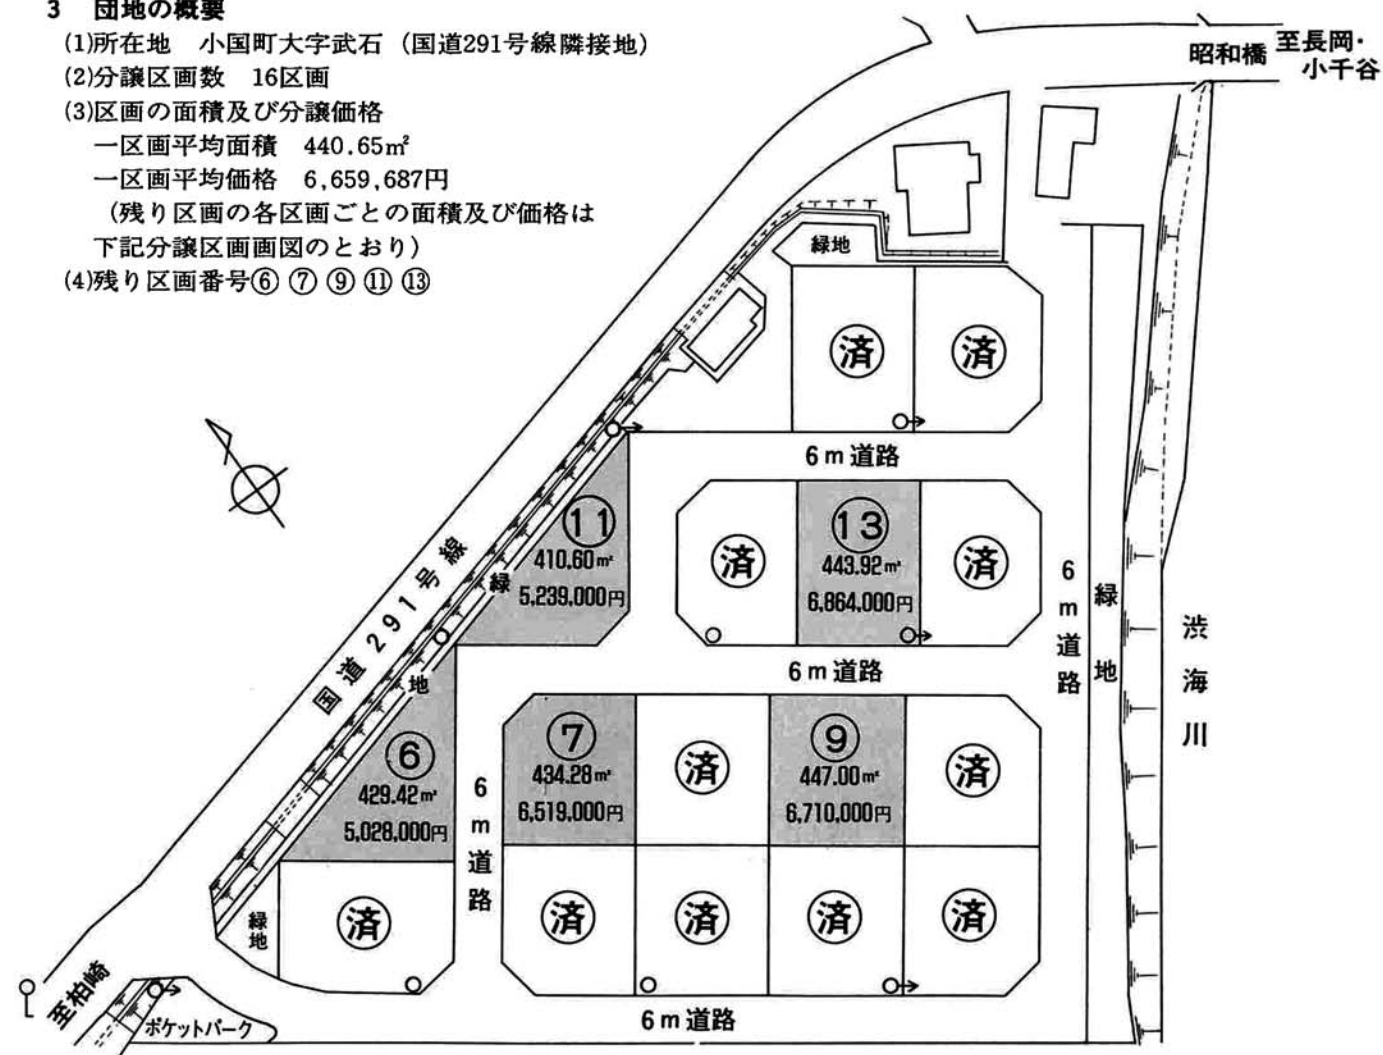 3 団地の概要
(1)所在地 小国町大字武石 (国道291号線隣接地)
(2)分譲区画数 16区画
(3)区画の面積及び分譲価格
一区画平均面積 440.65㎡
一区画平均価格 6,659,687円
(残り区画の各区画ごとの面積及び価格は
下記分譲区画画図のとおり)
(4)残り区画番号⑥⑦⑨⑪⑬
昭和橋
至長岡・
小千谷
緑地
済
済
6m道路
⑪
410.60㎡
5,239,000円
済
⑬
443.92㎡
6,864,000円
済
国道291号線
緑地
6m道路
6m道路
緑地
渋海川
⑥
429.42㎡
5,028,000円
6m道路
⑦
434.28㎡
6,519,000円
済
⑨
447.00㎡
6,710,000円
済
緑地
済
済
済
済
済
至柏崎
ポケットパーク
6m道路